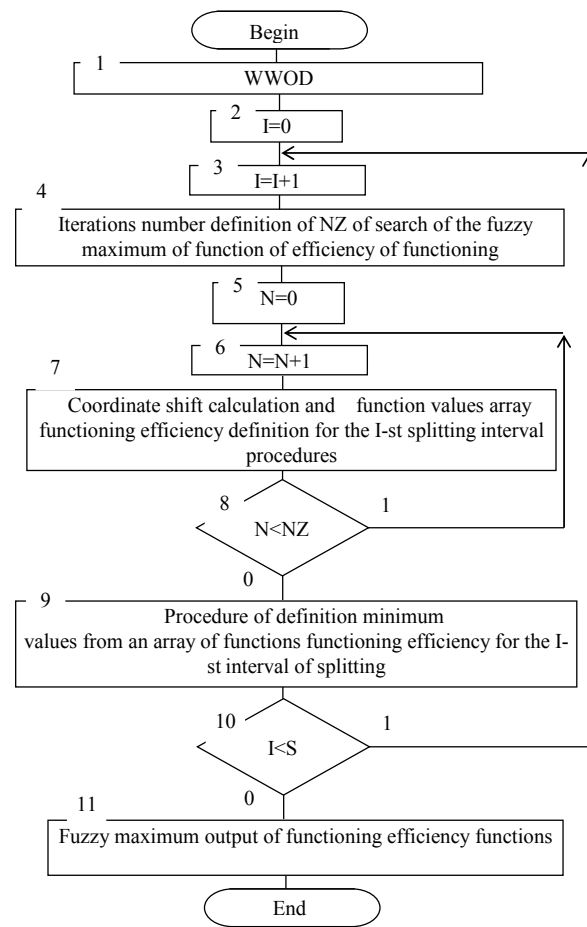 Begin
1
WWOD
2
I=0
3
I=I+1
4
Iterations number definition of NZ of search of the fuzzy
maximum of function of efficiency of functioning
5
N=0
6
N=N+1
7
Coordinate shift calculation and function values array
functioning efficiency definition for the I-st splitting interval
procedures
8
1
N<NZ
0
9
Procedure of definition minimum
values from an array of functions functioning efficiency for the I-
st interval of splitting
10
1
I<S
0
11
Fuzzy maximum output of functioning efficiency functions
End